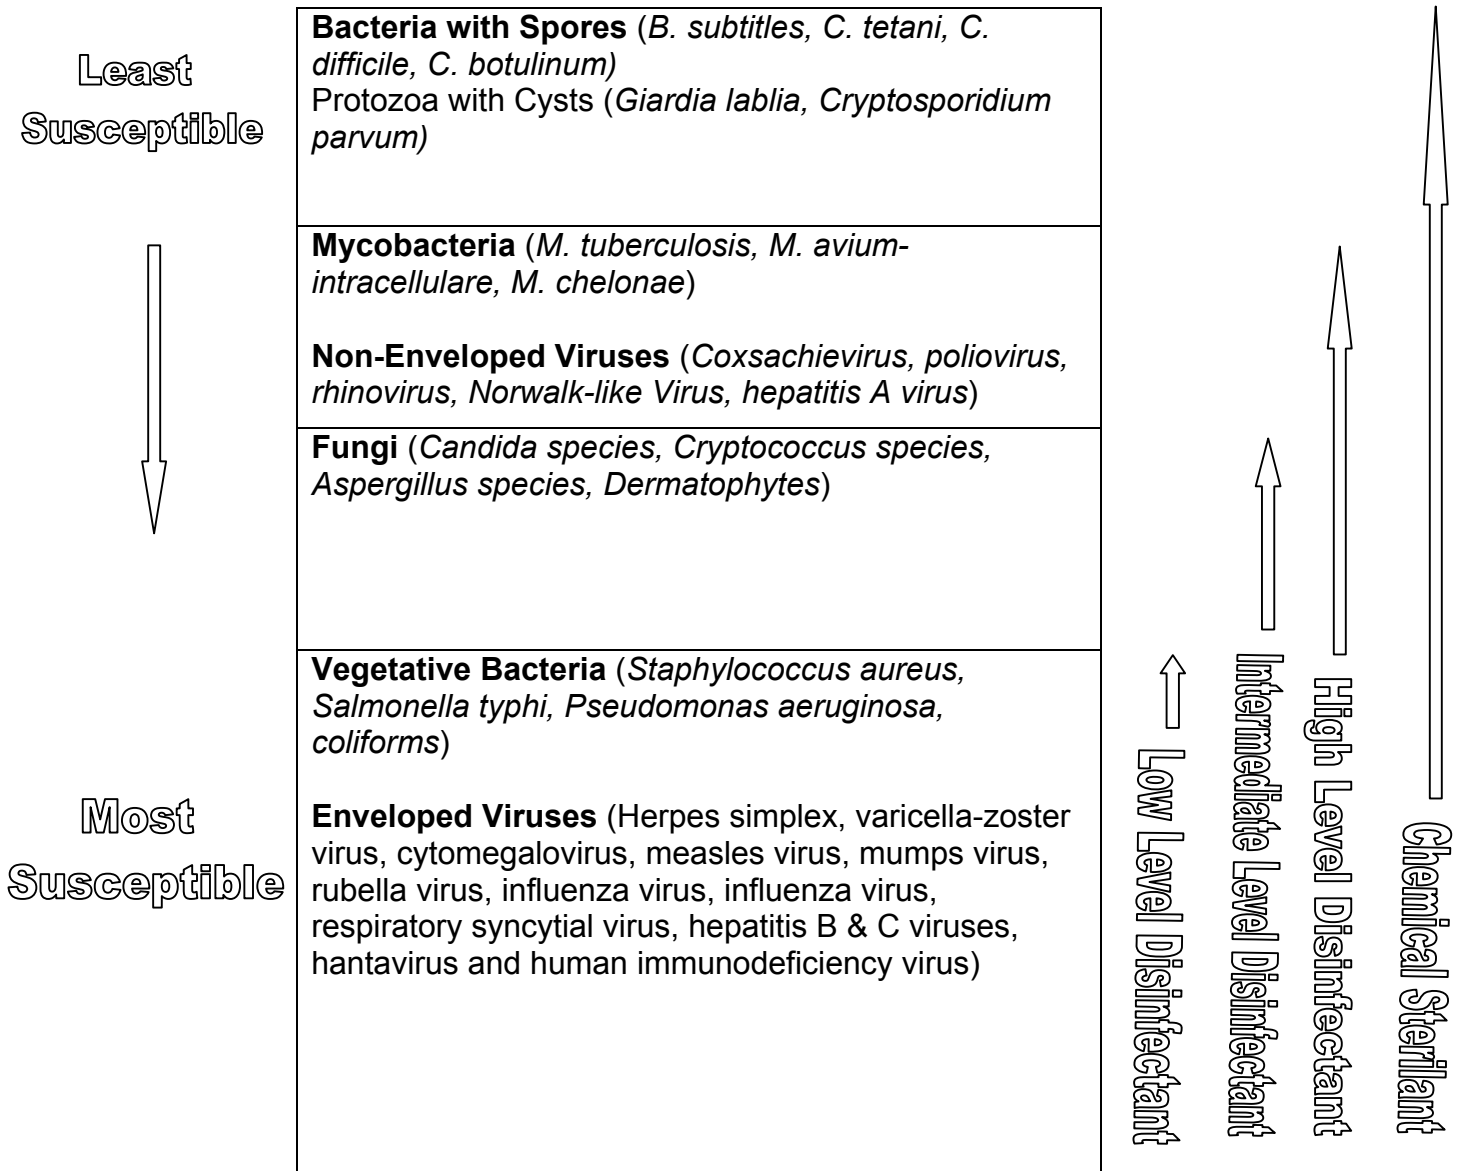 Least
Susceptible
Bacteria with Spores (B. subtitles, C. tetani, C.
difficile, C. botulinum)
Protozoa with Cysts (Giardia lablia, Cryptosporidium
parvum)
Mycobacteria (M. tuberculosis, M. avium-
intracellulare, M. chelonae)
Non-Enveloped Viruses (Coxsachievirus, poliovirus,
rhinovirus, Norwalk-like Virus, hepatitis A virus)
Fungi (Candida species, Cryptococcus species,
Aspergillus species, Dermatophytes)
Vegetative Bacteria (Staphylococcus aureus,
Salmonella typhi, Pseudomonas aeruginosa,
coliforms)
Most
Susceptible
Enveloped Viruses (Herpes simplex, varicella-zoster
virus, cytomegalovirus, measles virus, mumps virus,
rubella virus, influenza virus, influenza virus,
respiratory syncytial virus, hepatitis B & C viruses,
hantavirus and human immunodeficiency virus)
Low Level Disinfectant
Intermediate Level Disinfectant
High Level Disinfectant
Chemical Sterilant